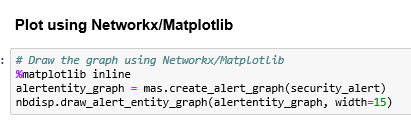 Plot using Networkx/Matplotlib
: # Draw the graph using Networkx/Matplotlib
%matplotlib inline
alertentity_graph = mas.create_alert_graph(security_alert)
nbdisp.draw_alert_entity_graph(alertentity_graph, width=15)